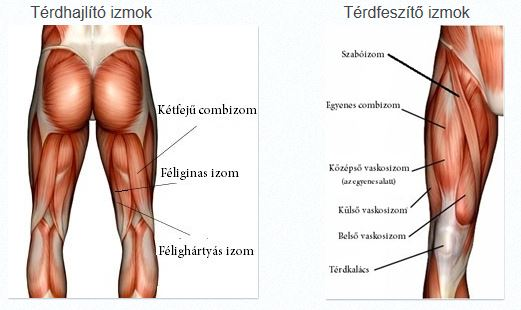 Térdhajlító izmok
Kétfejű combizom
Féliginas izom
Félighártyás izom
Térdfeszítő izmok
Szabóizom
Egyenes combizom
Középső vaskosizom
(az egyenes alatt)
Külső vaskosizom
Belső vaskosizom
Térdkalács